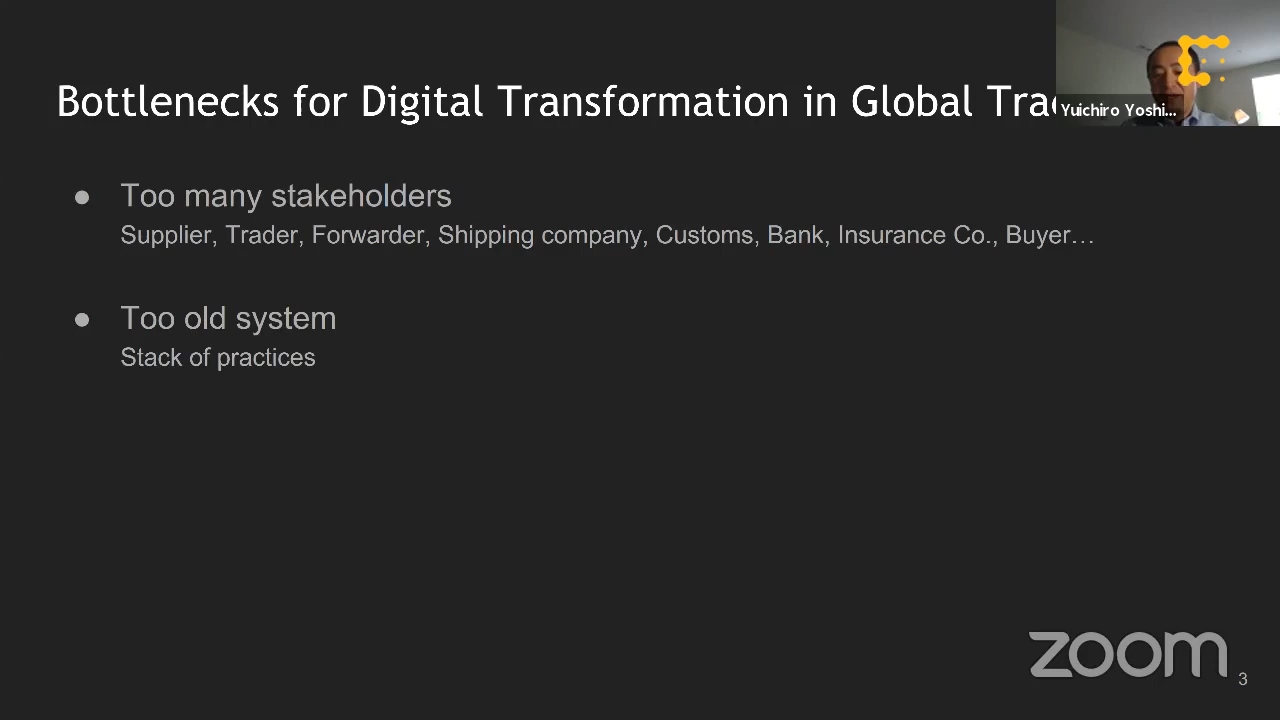 Bottlenecks for Digital Transformation in Global Tra
Yuichiro Yoshi...
● Too many stakeholders
Supplier, Trader, Forwarder, Shipping company, Customs, Bank, Insurance Co., Buyer…
● Too old system
Stack of practices
zoom
3